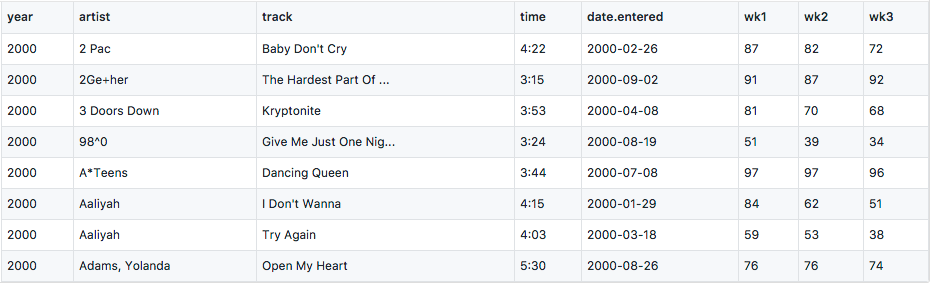 year artist track time date.entered wk1 wk2 wk3
2000 2 Pac Baby Don't Cry 4:22 2000-02-26 87 82 72
2000 2Ge+her The Hardest Part Of ... 3:15 2000-09-02 91 87 92
2000 3 Doors Down Kryptonite 3:53 2000-04-08 81 70 68
2000 98^0 Give Me Just One Nig... 3:24 2000-08-19 51 39 34
2000 A*Teens Dancing Queen 3:44 2000-07-08 97 97 96
2000 Aaliyah I Don't Wanna 4:15 2000-01-29 84 62 51
2000 Aaliyah Try Again 4:03 2000-03-18 59 53 38
2000 Adams, Yolanda Open My Heart 5:30 2000-08-26 76 76 74